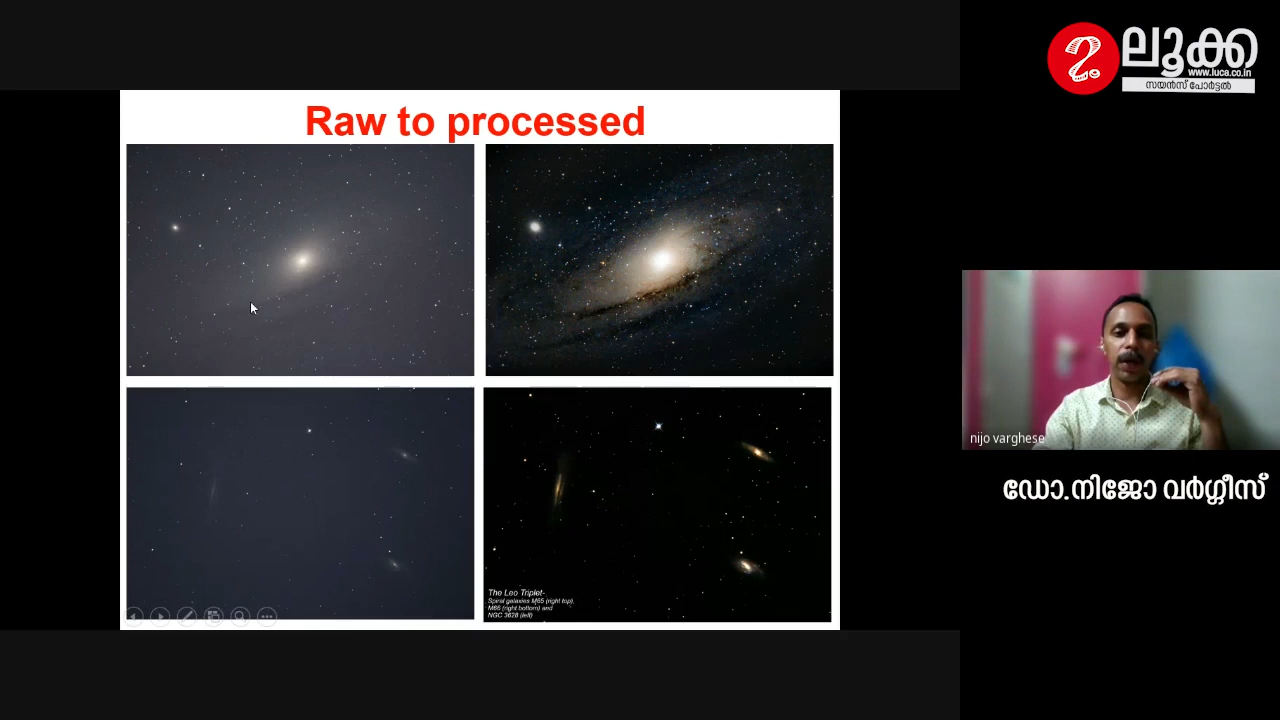 Raw to processed
The Leo Triplet-
Spiral galaxies M65 (right top),
M66 (right bottom) and
NGC 3628 (left)
ലൂക്ക
www.luca.co.in
സയൻസ് പോർട്ടൽ
nijo varghese
ഡോ.നിജോ വർഗ്ഗീസ്